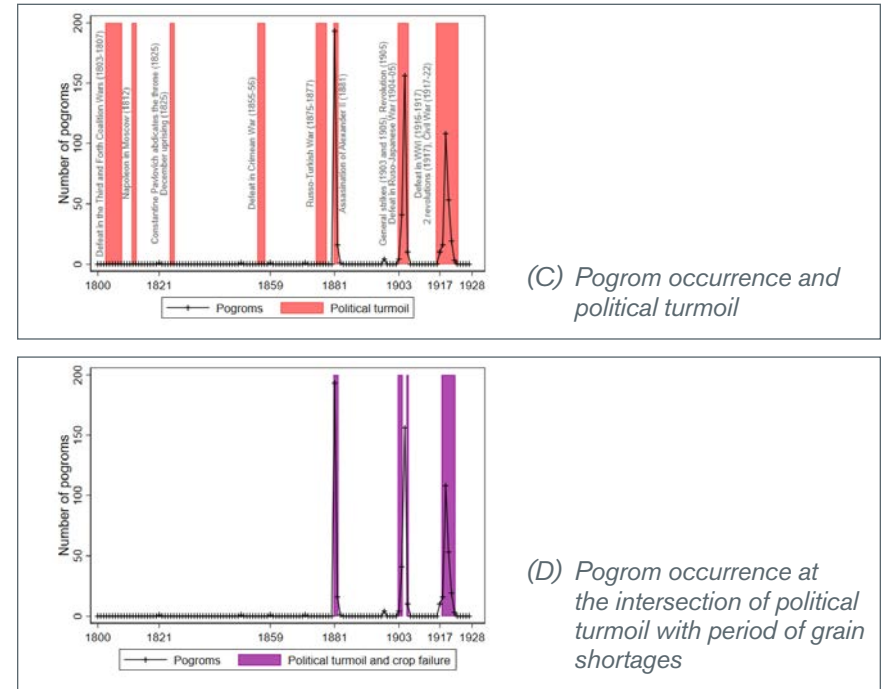 200
150
100
50
0
Number of pogroms
Defeat in the Third and Forth Coalition Wars (1803-1807)
Napoleon in Moscow (1812)
Constantine Pavlovich abdicates the throne (1825)
December uprising (1825)
Defeat in Crimean War (1855-56)
Russo-Turkish War (1875-1877)
Assasination of Alexander II (1881)
General strikes (1903 and 1905), Revolution (1905)
Defeat in Ruso-Japanese War (1904-05)
Defeat in WWI (1916-1917)
2 revolutions (1917), Civil War (1917-22)
1800 1821 1859 1881 1903 1917 1928
Pogroms Political turmoil
(C) Pogrom occurrence and
political turmoil
200
150
100
50
0
Number of pogroms
1800 1821 1859 1881 1903 1917 1928
Pogroms Political turmoil and crop failure
(D) Pogrom occurrence at
the intersection of political
turmoil with period of grain
shortages